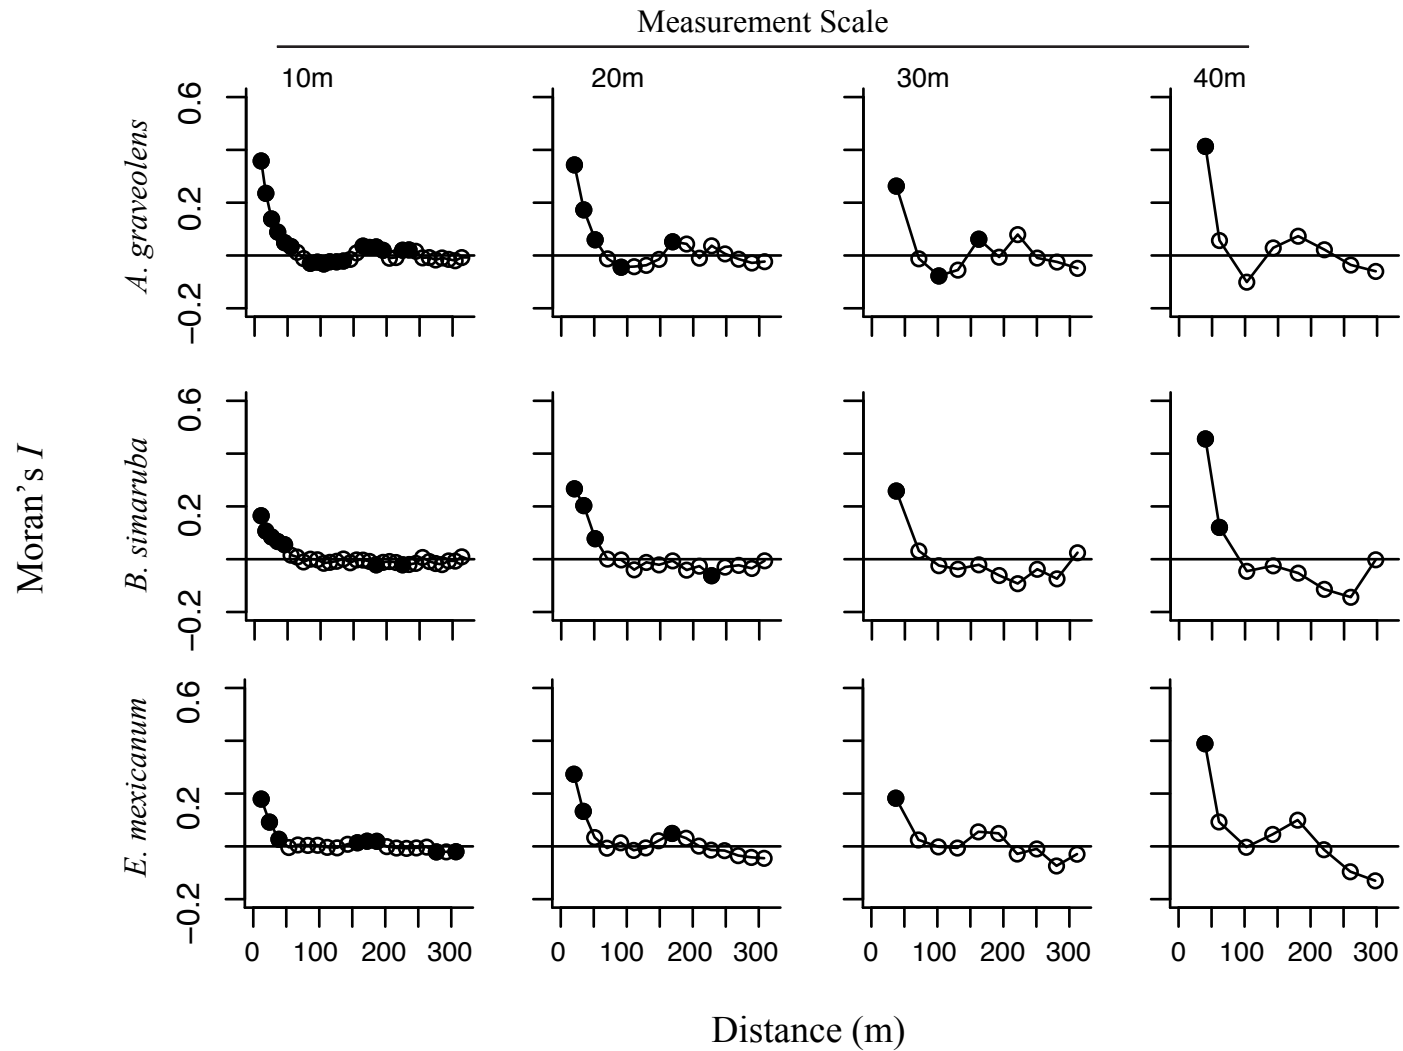 Measurement Scale
10m 20m 30m 40m
Moran's I
A. graveolens
−0.2 0.2 0.6
B. simaruba
−0.2 0.2 0.6
E. mexicanum
−0.2 0.2 0.6
0 100 200 300 0 100 200 300 0 100 200 300 0 100 200 300
Distance (m)